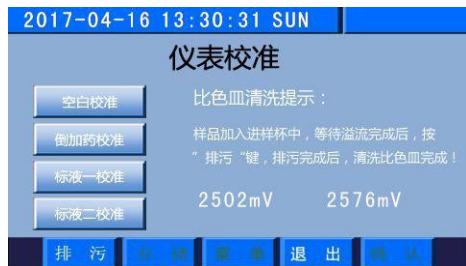 2017-04-16 13:30:31 SUN
仪表校准
空白校准
比色皿清洗提示：
倒加药校准
样品加入进样杯中，等待溢流完成后，按
”排污“键，排污完成后，清洗比色皿完成！
标液一校准
标液二校准
2502mV 2576mV
排 污 菜 单 退 出 确 认